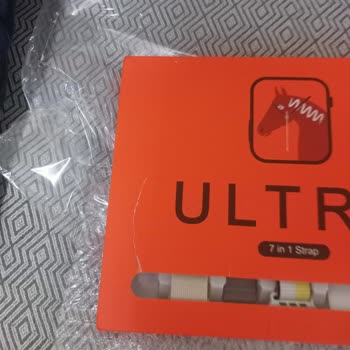 ULTR
7 in 1 Strap